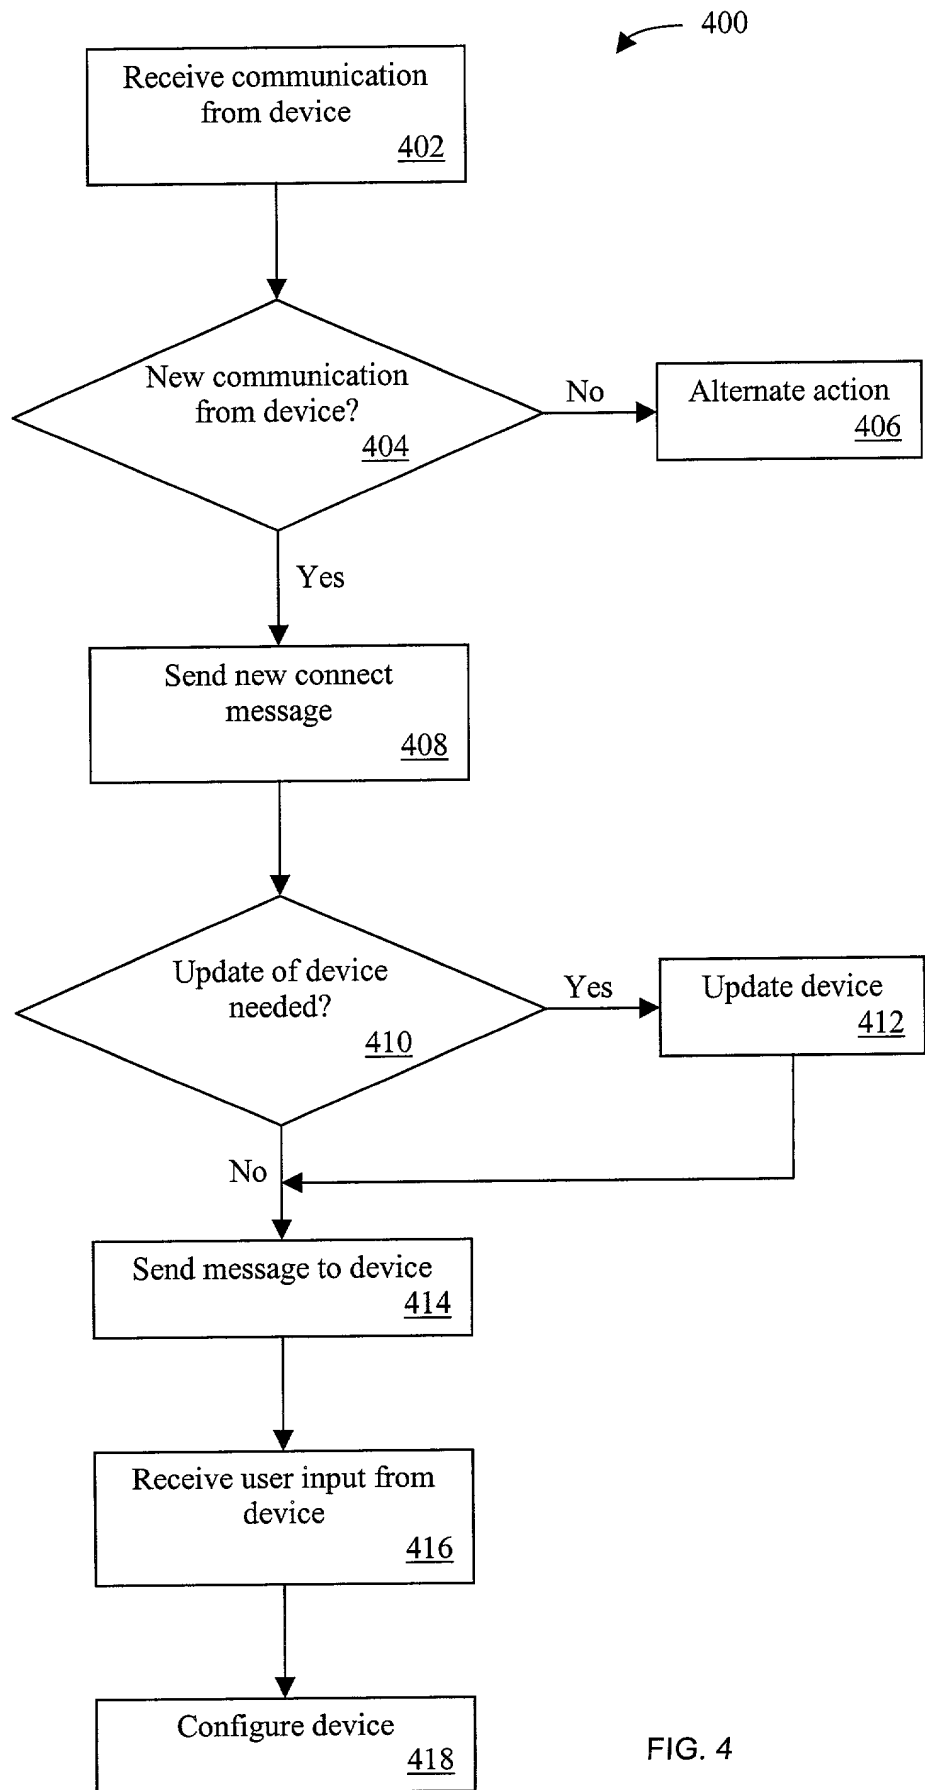 400
Receive communication
from device
402
New communication
from device?
404
No
Alternate action
406
Yes
Send new connect
message
408
Update of device
needed?
410
Yes
Update device
412
No
Send message to device
414
Receive user input from
device
416
Configure device
418
FIG. 4